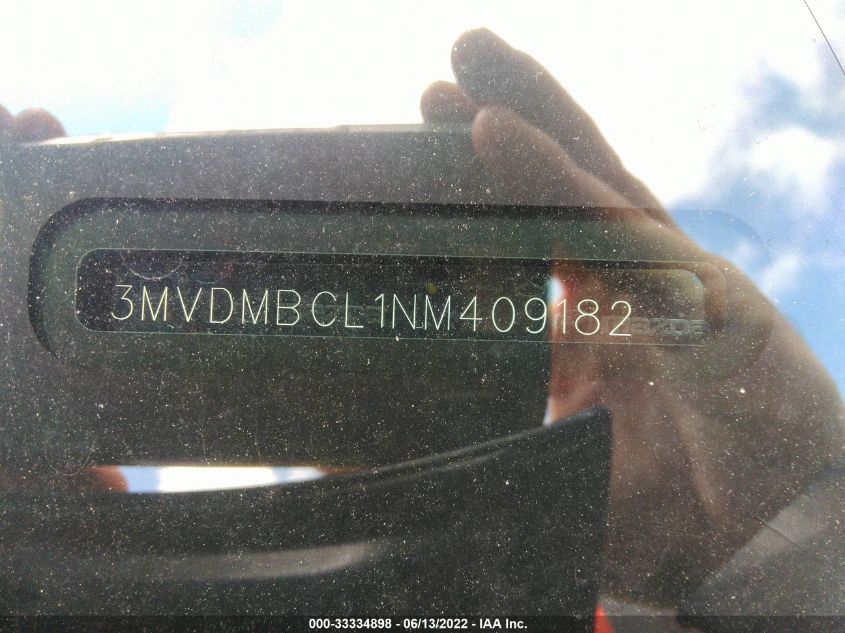 3MVDMBCL1NM409182
000-33334898 - 06/13/2022 - IAA Inc.